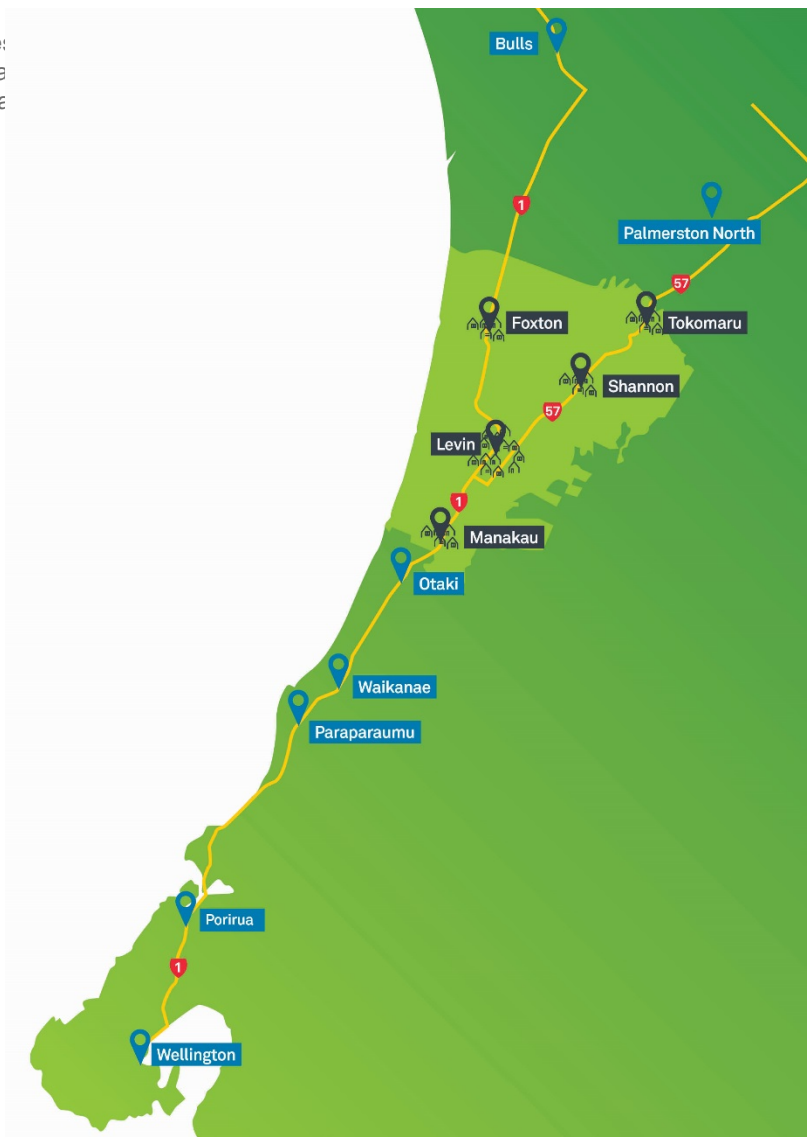 Bulls
1
Palmerston North
57
Foxton
Tokomaru
Shannon
57
Levin
1
Manakau
Otaki
Waikanae
Paraparaumu
Porirua
1
Wellington